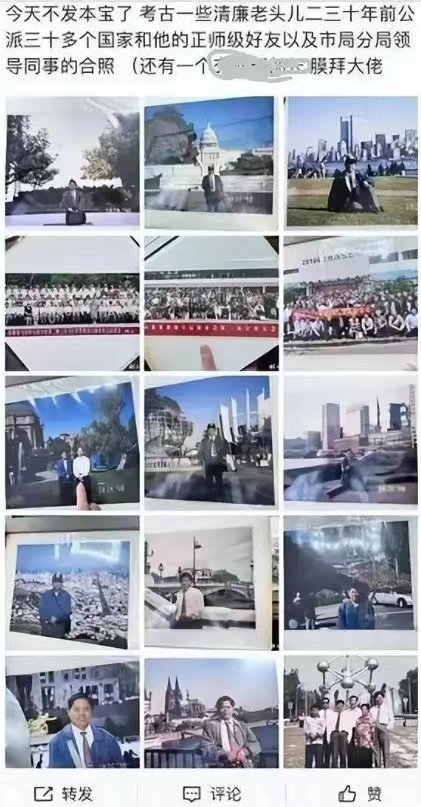 今天不发本宝了 考古一些清廉老头儿二三十年前公
派三十多个国家和他的正师级好友以及市局分局领
导同事的合照 （还有一个
膜拜大佬
转发
评论
赞